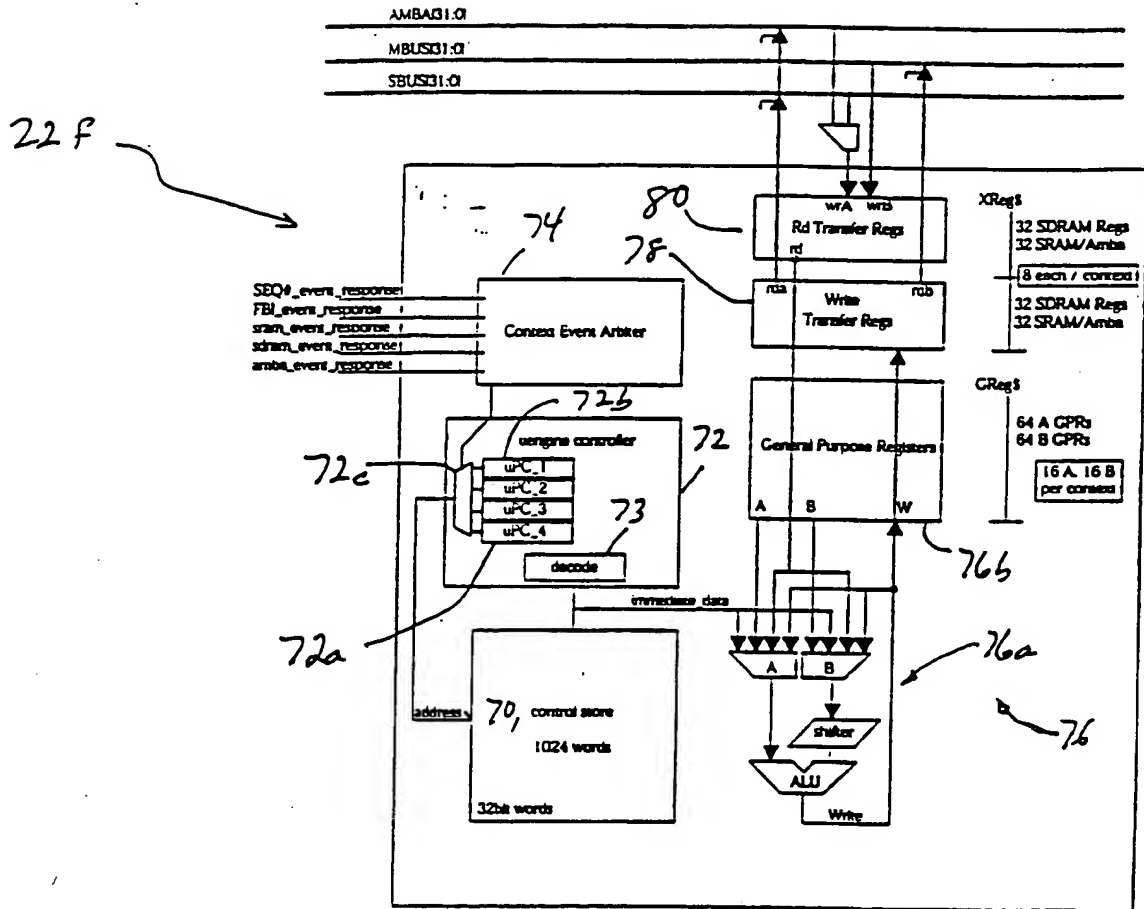 AMBA[31:0]
MBUS[31:0]
SBUS[31:0]
22f
80
wrA wrB
Rd Transfer Regs
rd
XRegs
32 SDRAM Regs
32 SRAM/Amba
8 each / context
32 SDRAM Regs
32 SRAM/Amba
78
rda
rdb
Write
Transfer Regs
74
SEQ#_event_response
FBI_event_response
sram_event_response
sdram_event_response
amba_event_response
Context Event Arbiter
GRegs
64 A GPRs
64 B GPRs
16 A, 16 B
per context
General Purpose Registers
A B W
76b
72b
uengine controller
72
72c
uPC_1
uPC_2
uPC_3
uPC_4
73
decode
72a
immediate_data
A B
76a
76
shifter
ALU
Write
address
70, control store
1024 words
32bit words